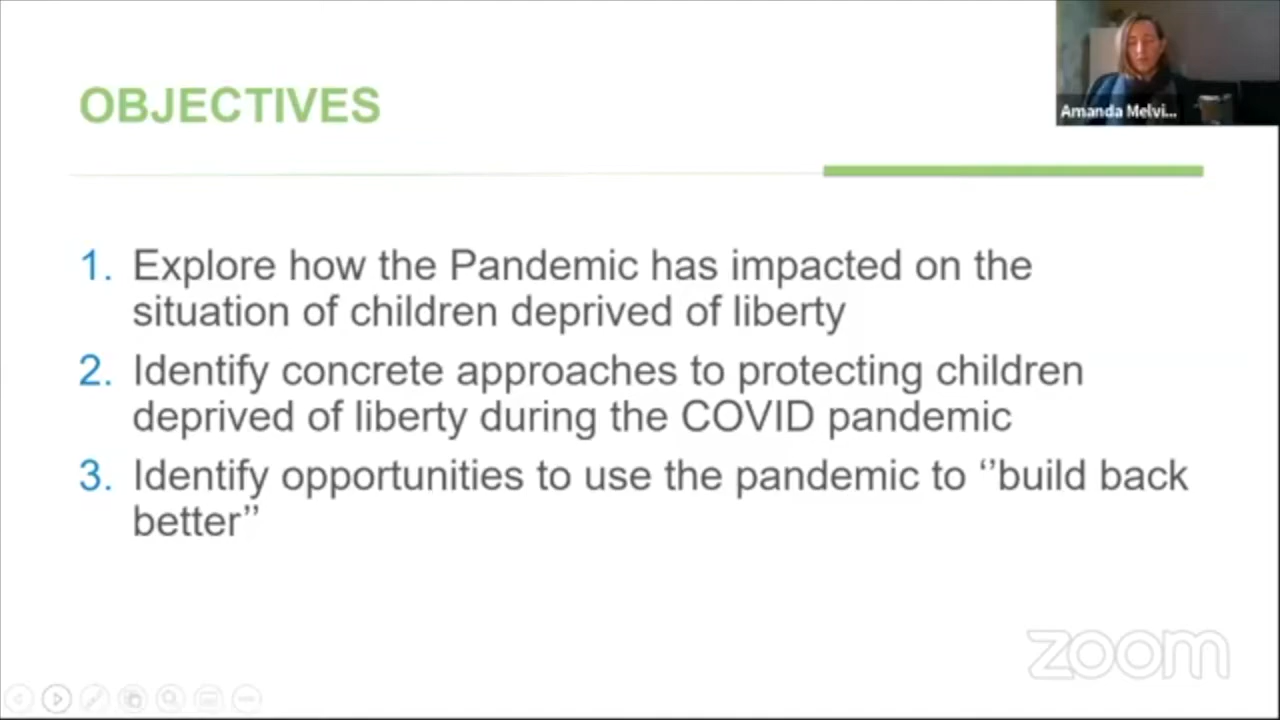 OBJECTIVES
Amanda Melvi...
1. Explore how the Pandemic has impacted on the
situation of children deprived of liberty
2. Identify concrete approaches to protecting children
deprived of liberty during the COVID pandemic
3. Identify opportunities to use the pandemic to ‘’build back
better’’
zoom